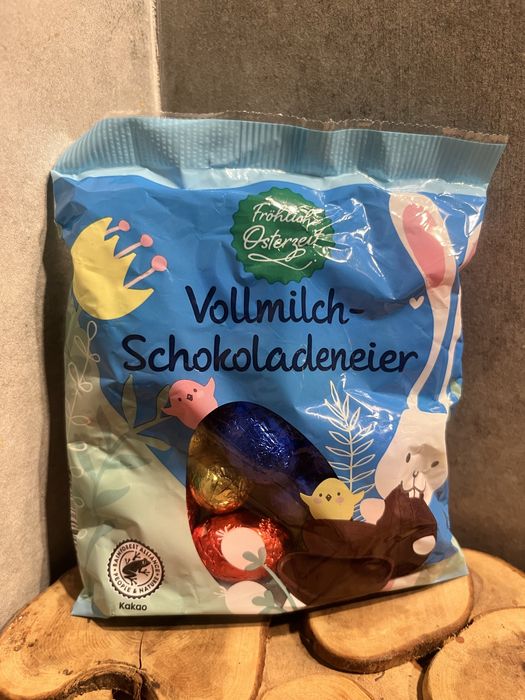 Fröhliche
Osterzeit
Vollmilch-
Schokoladeneier
RAINFOREST ALLIANCE
PEOPLE & NATURE
Kakao